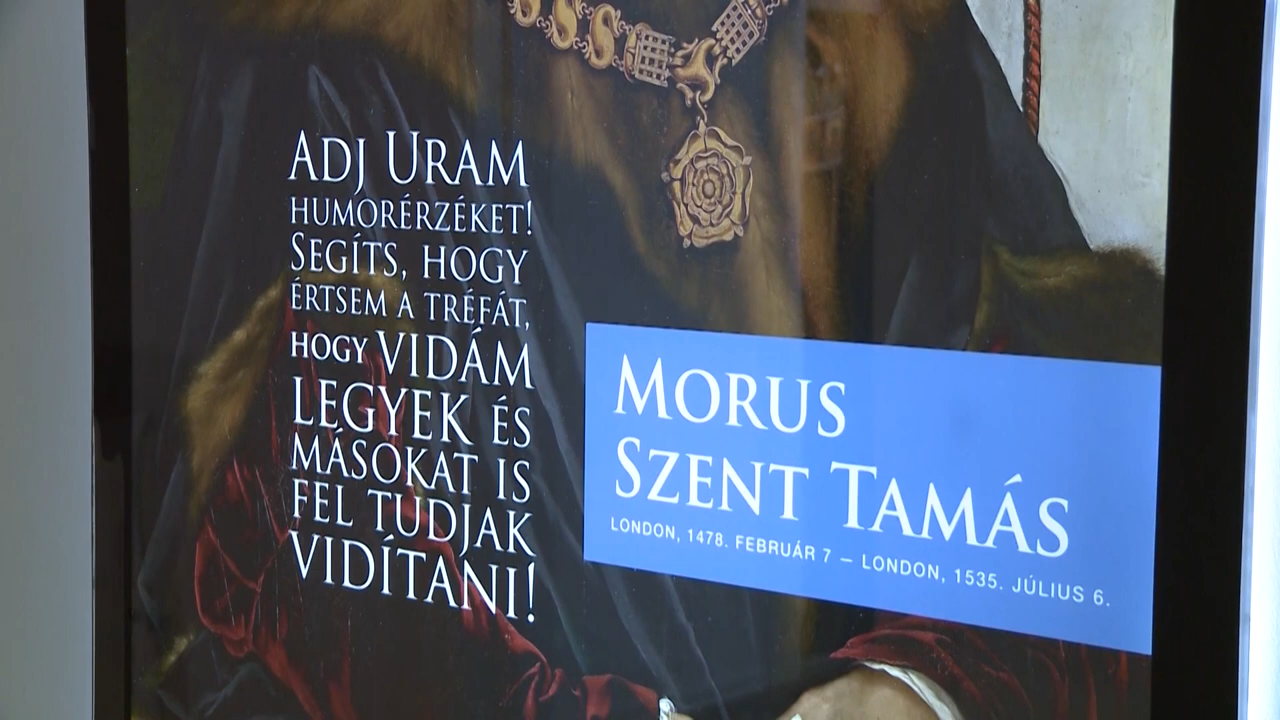 ADJ URAM
HUMORÉRZÉKET!
SEGÍTS, HOGY
ÉRTSEM A TRÉFÁT,
HOGY VIDÁM
LEGYEK ÉS
MÁSOKAT IS
FEL TUDJAK
VIDÍTANI!
MORUS
SZENT TAMÁS
LONDON, 1478. FEBRUÁR 7 – LONDON, 1535. JÚLIUS 6.